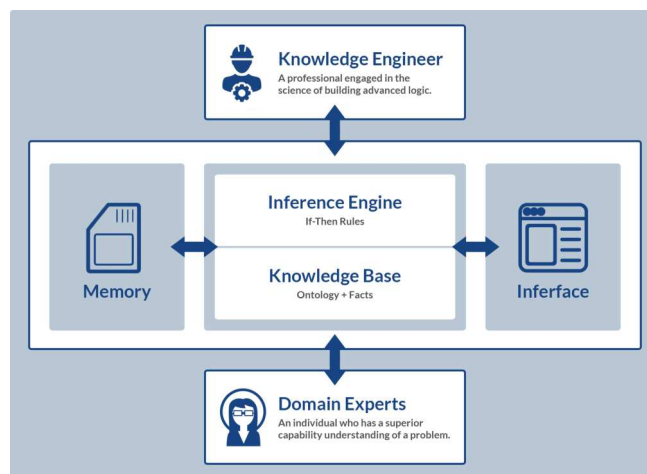 Knowledge Engineer
A professional engaged in the
science of building advanced logic.
Inference Engine
If-Then Rules
Memory
Knowledge Base
Ontology + Facts
Inferface
Domain Experts
An individual who has a superior
capability understanding of a problem.